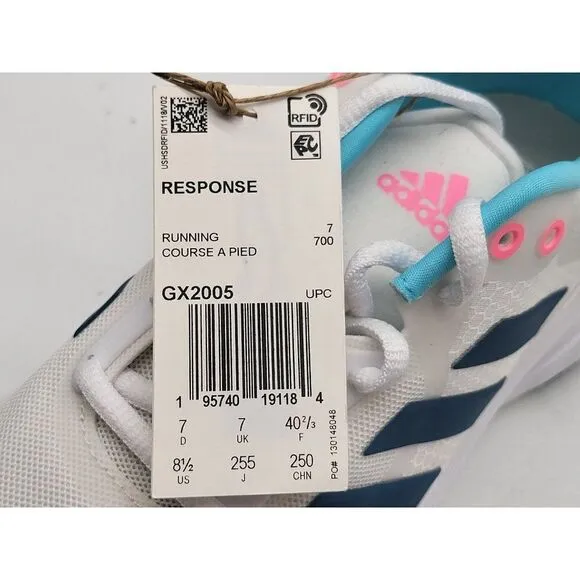 USHSDRFID/1118/V02
RFID
RESPONSE
7
RUNNING 700
COURSE A PIED
GX2005 UPC
1 95740 19118 4
7 7 40 2/3
D UK F
8½ 255 250
US J CHN
PO# 130148048
adidas